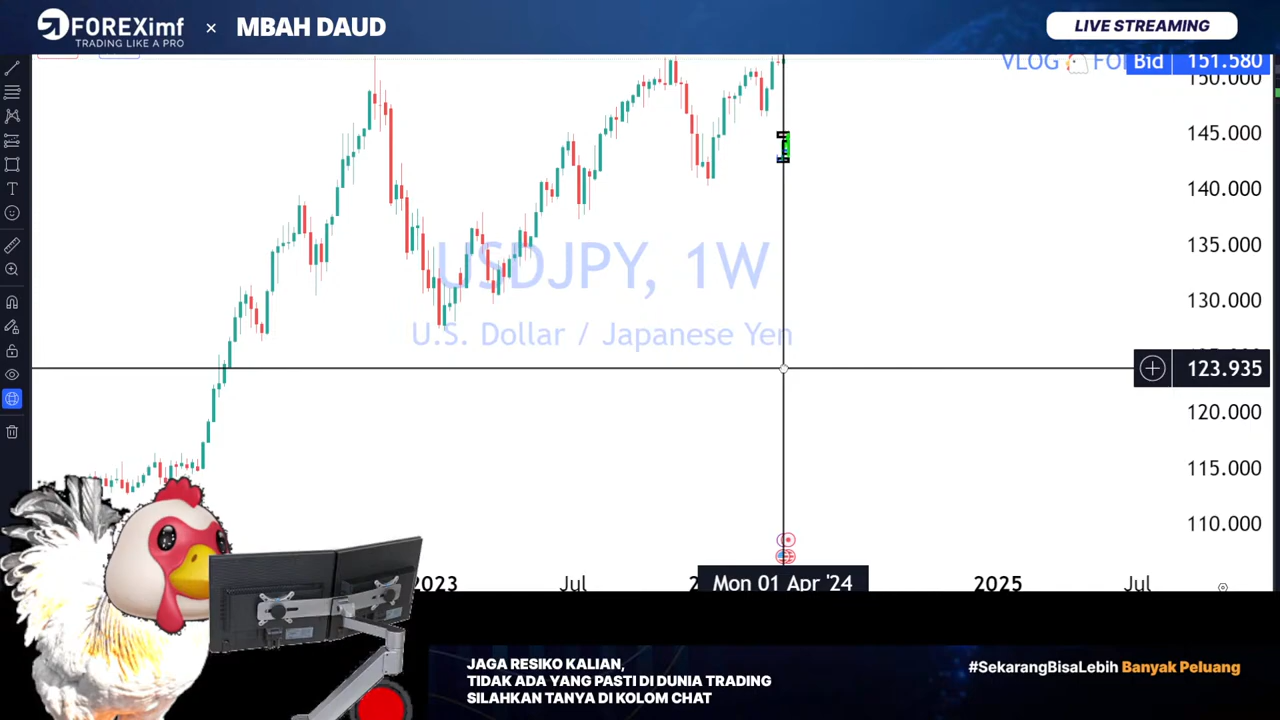 FOREXimf × MBAH DAUD
TRADING LIKE A PRO
LIVE STREAMING
VLOG
Bid 151.580
150.000
145.000
140.000
USDJPY, 1W
135.000
130.000
U.S. Dollar / Japanese Yen
123.935
120.000
115.000
110.000
2023 Jul Mon 01 Apr '24 2025 Jul
JAGA RESIKO KALIAN,
TIDAK ADA YANG PASTI DI DUNIA TRADING
SILAHKAN TANYA DI KOLOM CHAT
#SekarangBisaLebih Banyak Peluang